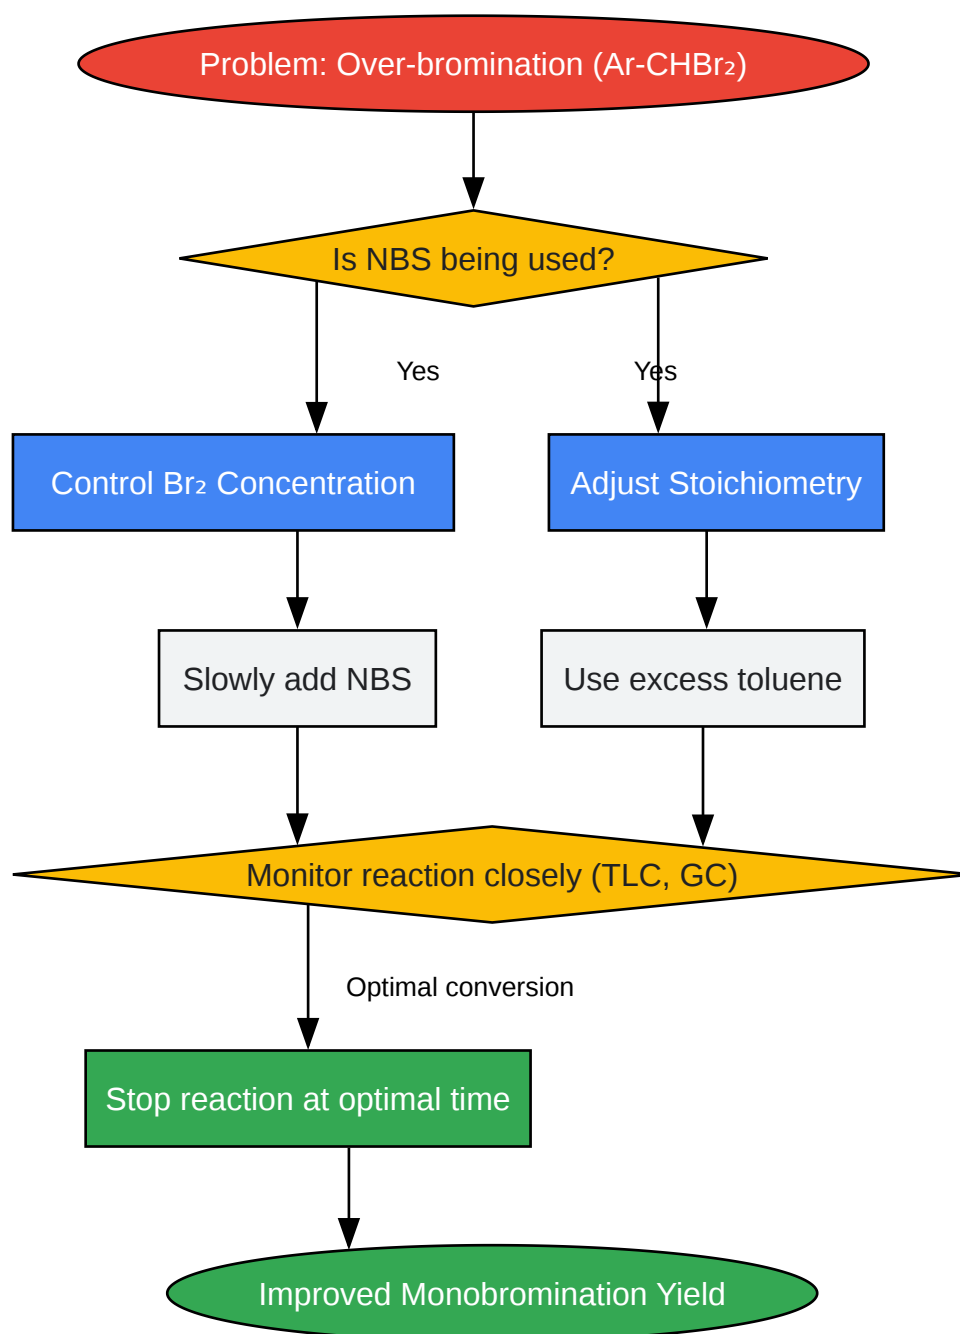 Problem: Over-bromination (Ar-CHBr₂)
Is NBS being used?
Yes
Yes
Control Br₂ Concentration
Adjust Stoichiometry
Slowly add NBS
Use excess toluene
Monitor reaction closely (TLC, GC)
Optimal conversion
Stop reaction at optimal time
Improved Monobromination Yield